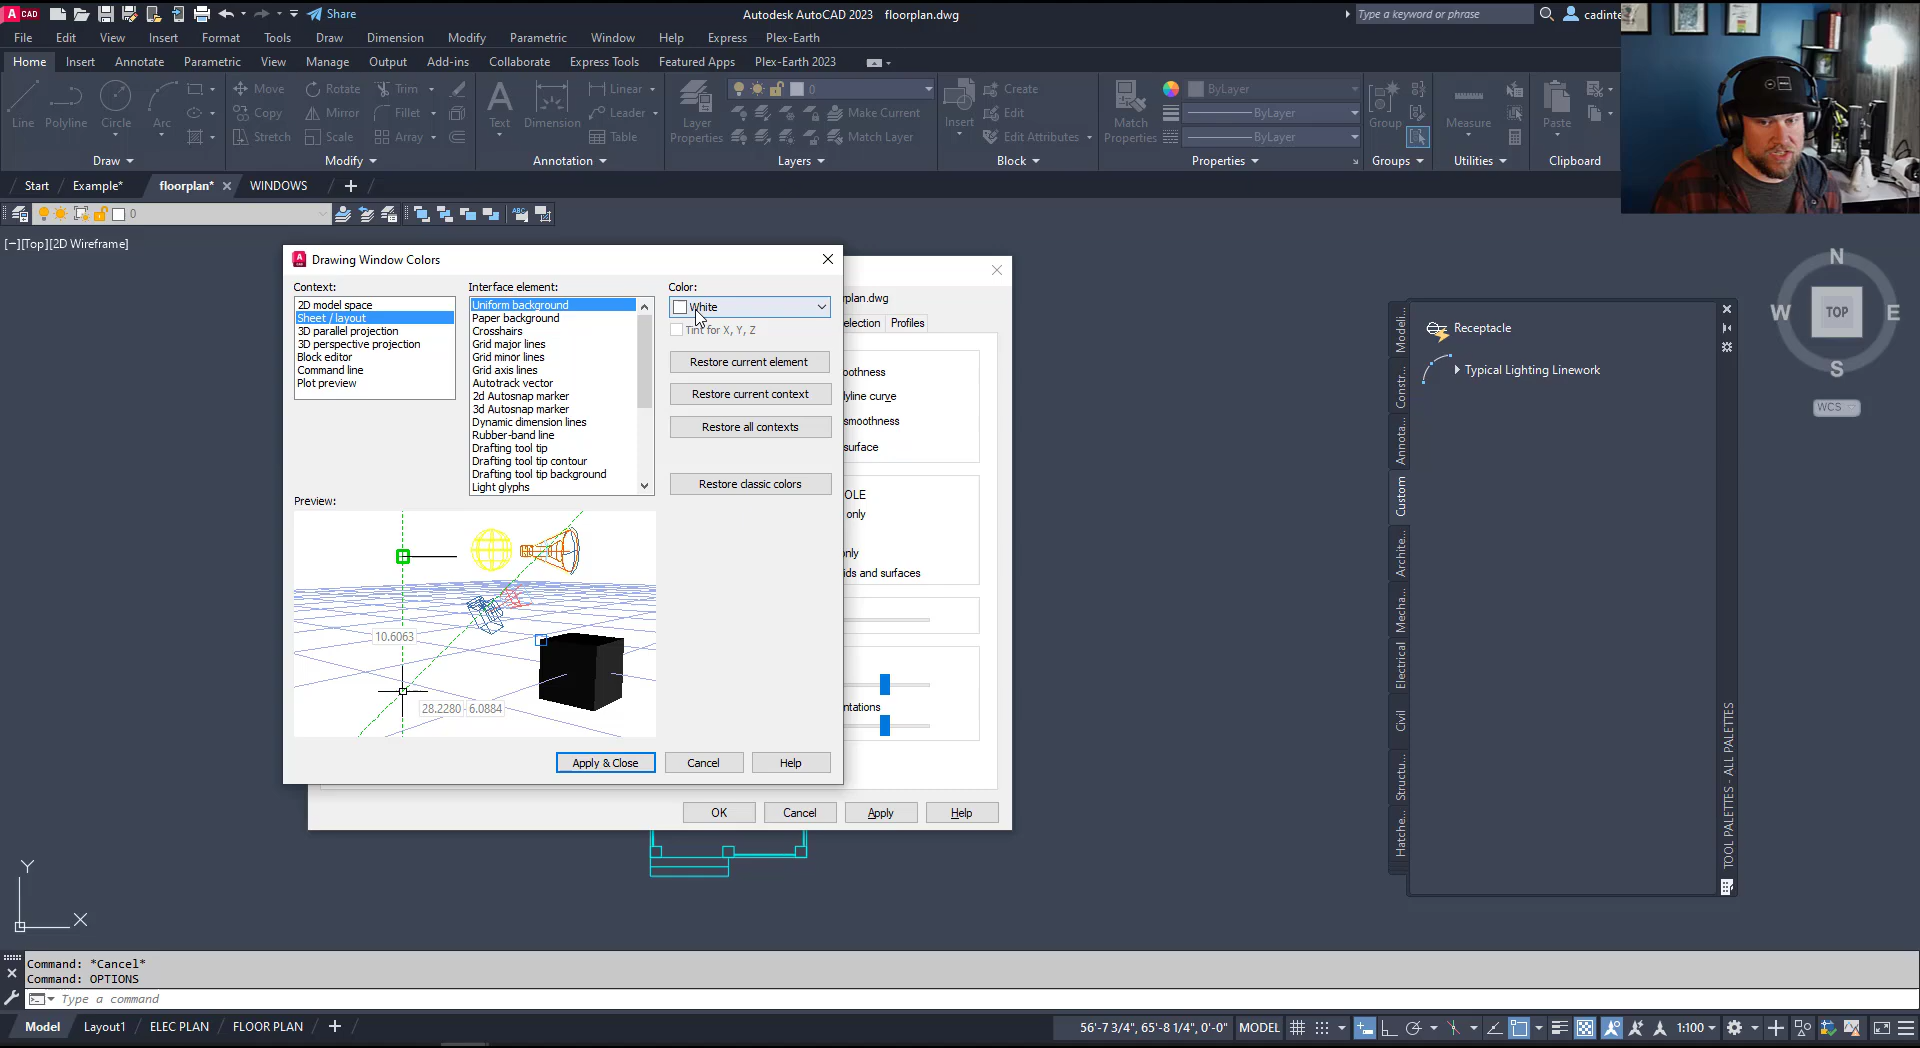 CAD
Share
Autodesk AutoCAD 2023 floorplan.dwg
Type a keyword or phrase
cadinte
File Edit View Insert Format Tools Draw Dimension Modify Parametric Window Help Express Plex-Earth
Home Insert Annotate Parametric View Manage Output Add-ins Collaborate Express Tools Featured Apps Plex-Earth 2023
Line
Polyline
Circle
Arc
Draw
Move Rotate Trim
Copy Mirror Fillet
Stretch Scale Array
Modify
Text
Dimension
Linear
Leader
Table
Annotation
Layer
Properties
0
Make Current
Match Layer
Layers
Insert
Create
Edit
Edit Attributes
Block
Match
Properties
ByLayer
ByLayer
ByLayer
Properties
Group
Groups
Measure
Utilities
Paste
Clipboard
Start Example* floorplan* WINDOWS
0
[−][Top][2D Wireframe]
Drawing Window Colors
Context:
2D model space
Sheet / layout
3D parallel projection
3D perspective projection
Block editor
Command line
Plot preview
Interface element:
Uniform background
Paper background
Crosshairs
Grid major lines
Grid minor lines
Grid axis lines
Autotrack vector
2d Autosnap marker
3d Autosnap marker
Dynamic dimension lines
Rubber-band line
Drafting tool tip
Drafting tool tip contour
Drafting tool tip background
Light glyphs
Color:
White
Tint for X, Y, Z
Restore current element
Restore current context
Restore all contexts
Restore classic colors
Preview:
10.6063
28.2280 6.0884
Apply & Close Cancel Help
rplan.dwg
election Profiles
oothness
lyline curve
smoothness
surface
OLE
only
only
ids and surfaces
ntations
OK Cancel Apply Help
Modeli...
Constr...
Annota...
Custom
Archite...
Mecha...
Electrical
Civil
Structu...
Hatche...
Receptacle
Typical Lighting Linework
TOOL PALETTES - ALL PALETTES
N
W TOP E
S
WCS
Y
X
Command: *Cancel*
Command: OPTIONS
Type a command
Model Layout1 ELEC PLAN FLOOR PLAN
56'-7 3/4", 65'-8 1/4", 0'-0" MODEL
1:100